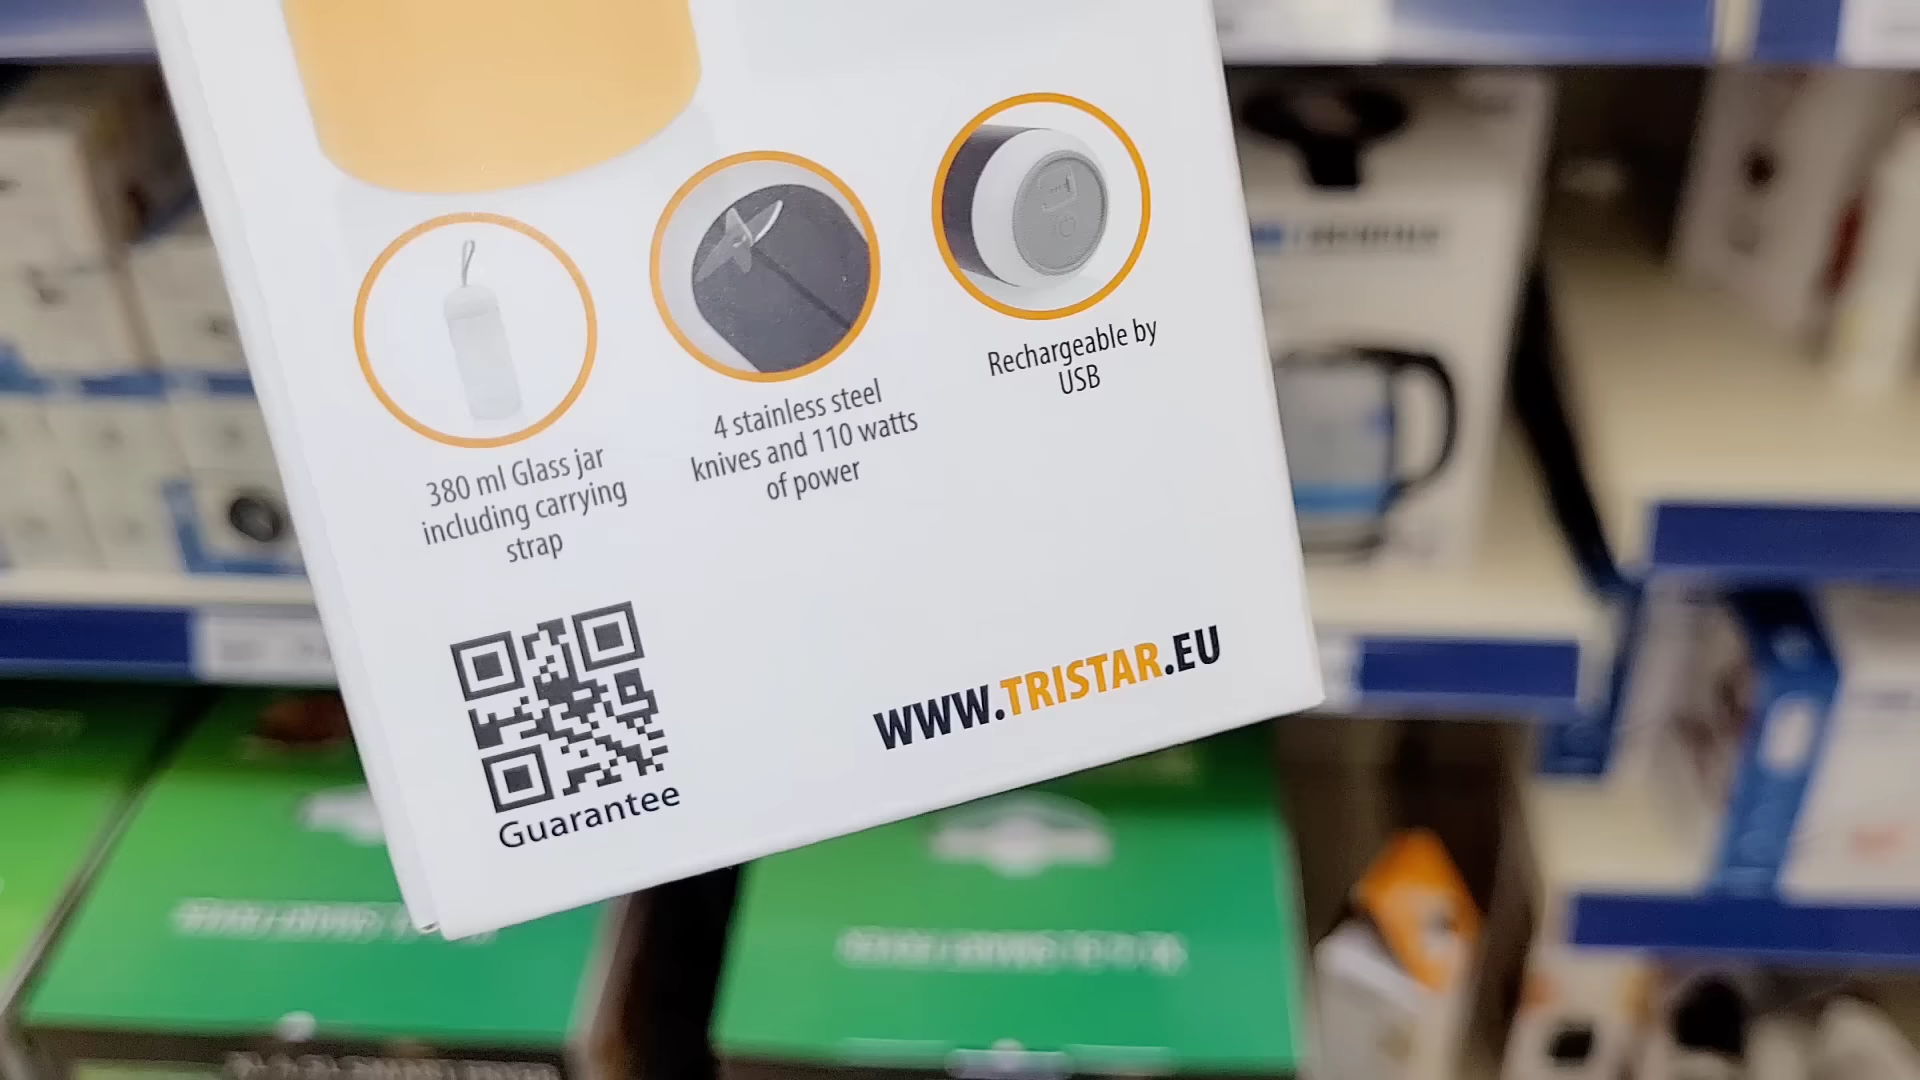 380 ml Glass jar
including carrying
strap
4 stainless steel
knives and 110 watts
of power
Rechargeable by
USB
Guarantee
WWW.TRISTAR.EU